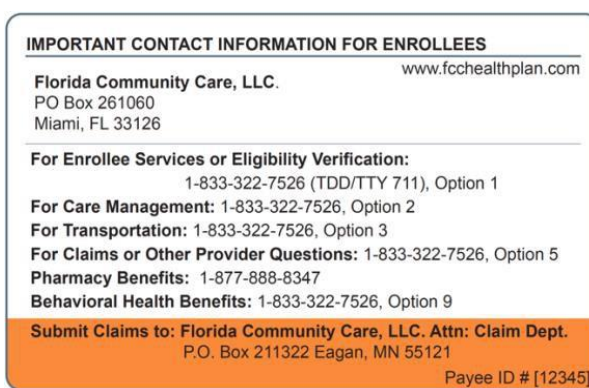 IMPORTANT CONTACT INFORMATION FOR ENROLLEES
www.fcchealthplan.com
Florida Community Care, LLC.
PO Box 261060
Miami, FL 33126
For Enrollee Services or Eligibility Verification:
1-833-322-7526 (TDD/TTY 711), Option 1
For Care Management: 1-833-322-7526, Option 2
For Transportation: 1-833-322-7526, Option 3
For Claims or Other Provider Questions: 1-833-322-7526, Option 5
Pharmacy Benefits: 1-877-888-8347
Behavioral Health Benefits: 1-833-322-7526, Option 9
Submit Claims to: Florida Community Care, LLC. Attn: Claim Dept.
P.O. Box 211322 Eagan, MN 55121
Payee ID # [12345]